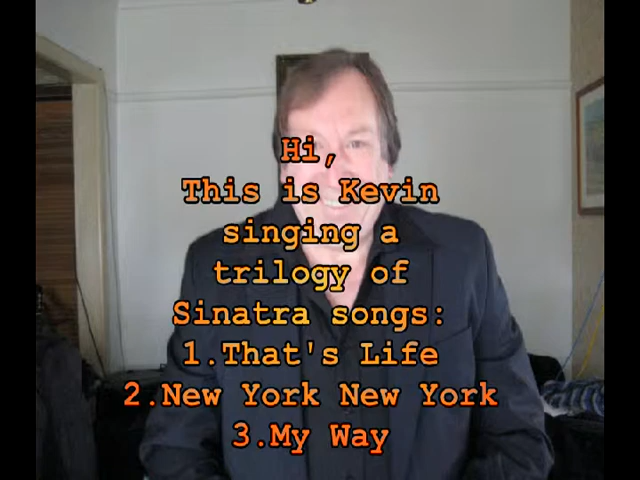 Hi,
This is Kevin
singing a
trilogy of
Sinatra songs:
1.That's Life
2.New York New York
3.My Way